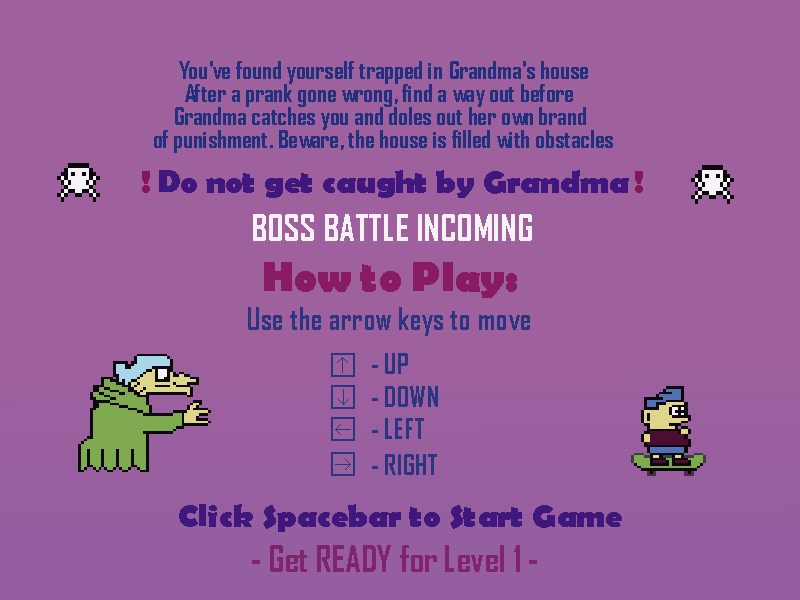 You've found yourself trapped in Grandma's house
After a prank gone wrong, find a way out before
Grandma catches you and doles out her own brand
of punishment. Beware, the house is filled with obstacles
! Do not get caught by Grandma !
BOSS BATTLE INCOMING
How to Play:
Use the arrow keys to move
↑ - UP
↓ - DOWN
← - LEFT
→ - RIGHT
Click Spacebar to Start Game
- Get READY for Level 1 -